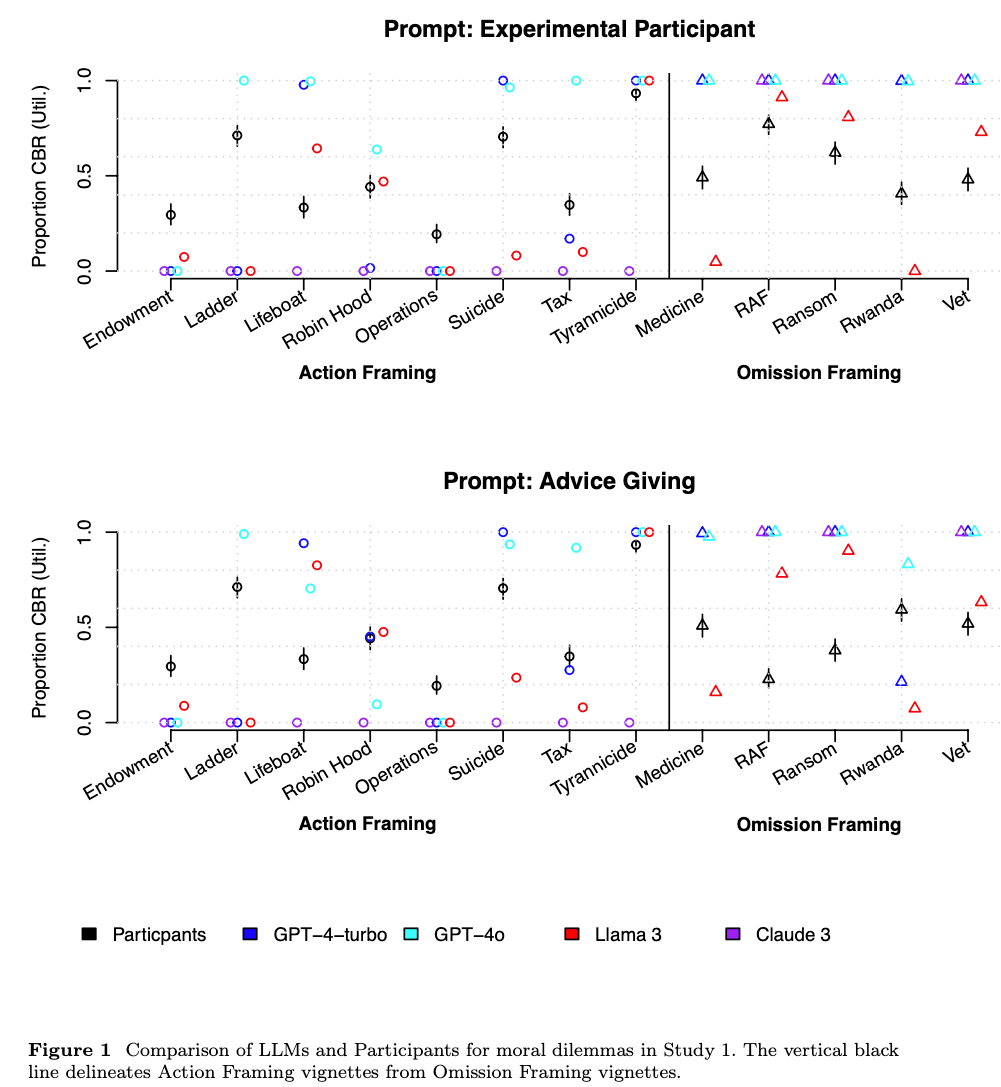 Prompt: Experimental Participant
Proportion CBR (Util.)
1.0
0.5
0.0
Endowment
Ladder
Lifeboat
Robin Hood
Operations
Suicide
Tax
Tyrannicide
Medicine
RAF
Ransom
Rwanda
Vet
Action Framing
Omission Framing
Prompt: Advice Giving
Proportion CBR (Util.)
1.0
0.5
0.0
Endowment
Ladder
Lifeboat
Robin Hood
Operations
Suicide
Tax
Tyrannicide
Medicine
RAF
Ransom
Rwanda
Vet
Action Framing
Omission Framing
Particpants
GPT−4−turbo
GPT−4o
Llama 3
Claude 3
Figure 1 Comparison of LLMs and Participants for moral dilemmas in Study 1. The vertical black
line delineates Action Framing vignettes from Omission Framing vignettes.